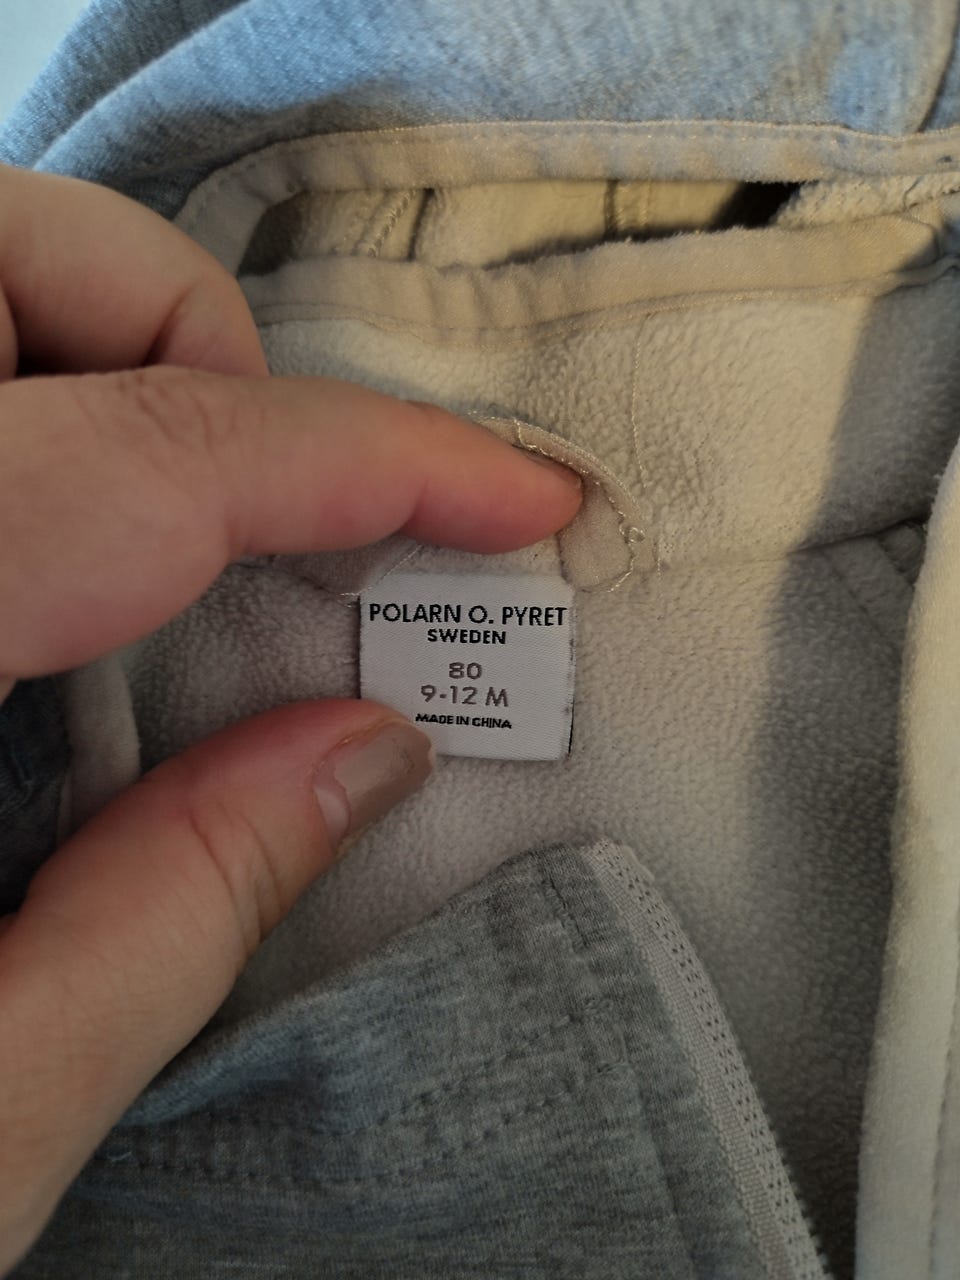 POLARN O. PYRET
SWEDEN
80
9-12 M
MADE IN CHINA